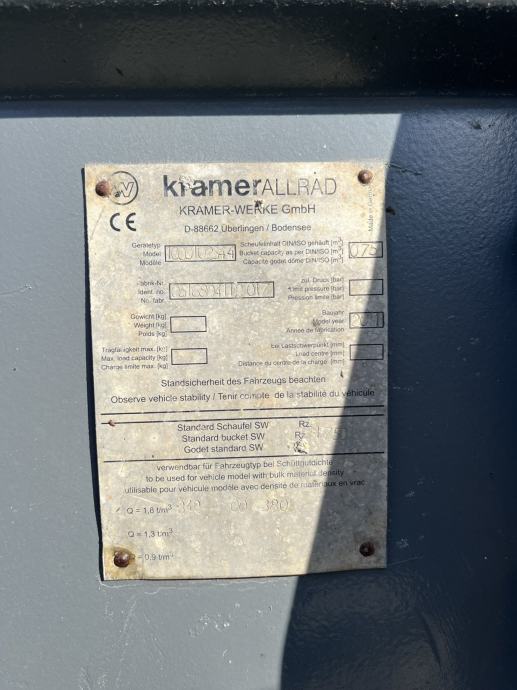 kramerALLRAD
KRAMER-WERKE GmbH
D-88662 Überlingen / Bodensee
CE
Made in
Gerätetyp
Model
Modèle
Schaufelinhalt DIN/ISO gehäuft [m³]
Bucket capacity as per DIN/ISO [m³]
Capacité godet dôme DIN/ISO [m³]
0,75
Fabrik-Nr.
Ident. no.
No. fabr.
zul. Druck [bar]
Limit pressure [bar]
Pression limite [bar]
Gewicht [kg]
Weight [kg]
Poids [kg]
Baujahr
Model year
Année de fabrication
Tragfähigkeit max. [kg]
Max. load capacity [kg]
Charge limite max. [kg]
bei Lastschwerpunkt [mm]
Load centre [mm]
Distance du centre de la charge [mm]
Standsicherheit des Fahrzeugs beachten
Observe vehicle stability / Tenir compte de la stabilité du véhicule
Standard Schaufel SW Rz.
Standard bucket SW Rz.
Godet standard SW
verwendbar für Fahrzeugtyp bei Schüttgutdichte
to be used for vehicle model with bulk material density
utilisable pour véhicule modèle avec densité de matériaux en vrac
Q = 1,8 t/m³ 380
Q = 1,3 t/m³
Q = 0,9 t/m³